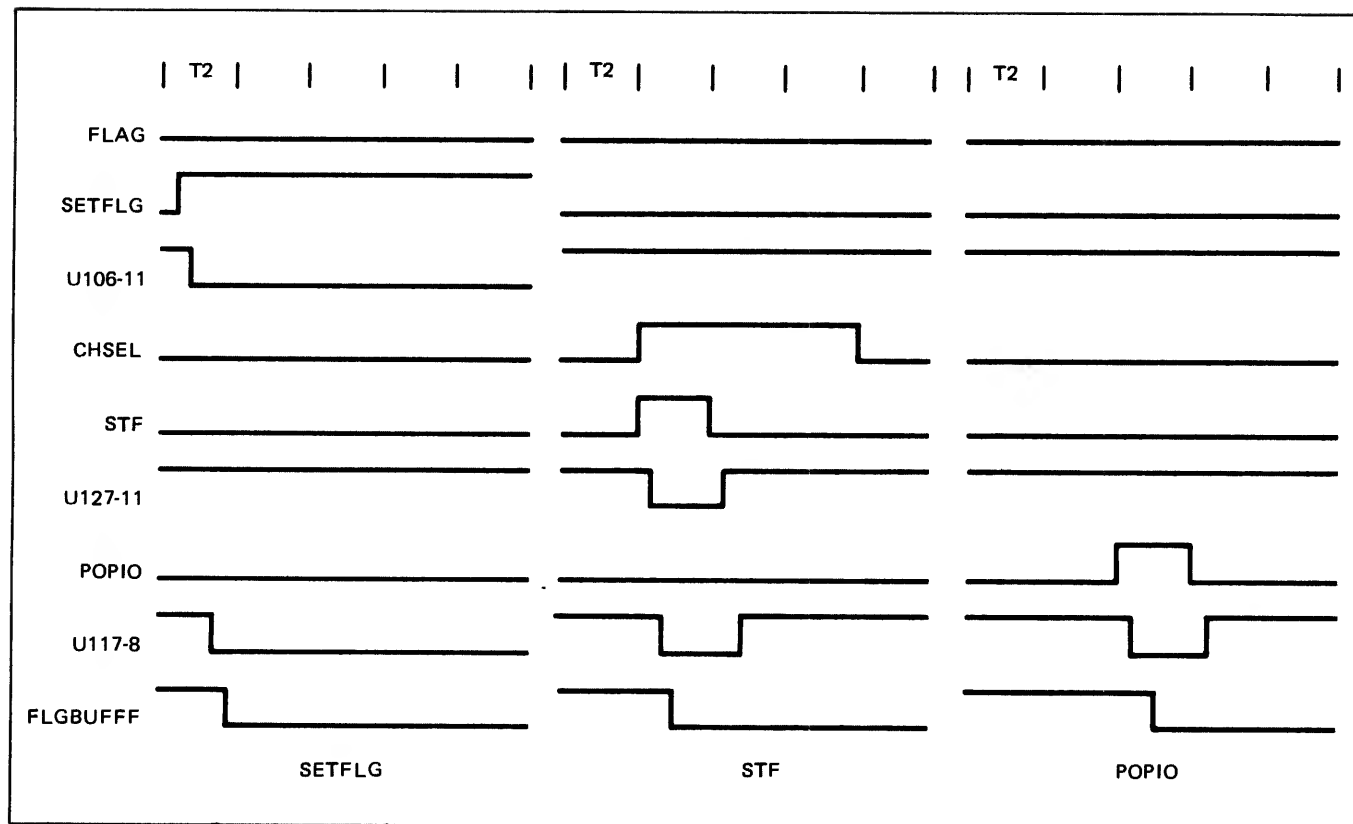 T2 T2 T2
FLAG
SETFLG
U106-11
CHSEL
STF
U127-11
POPIO
U117-8
FLGBUFFF
SETFLG STF POPIO